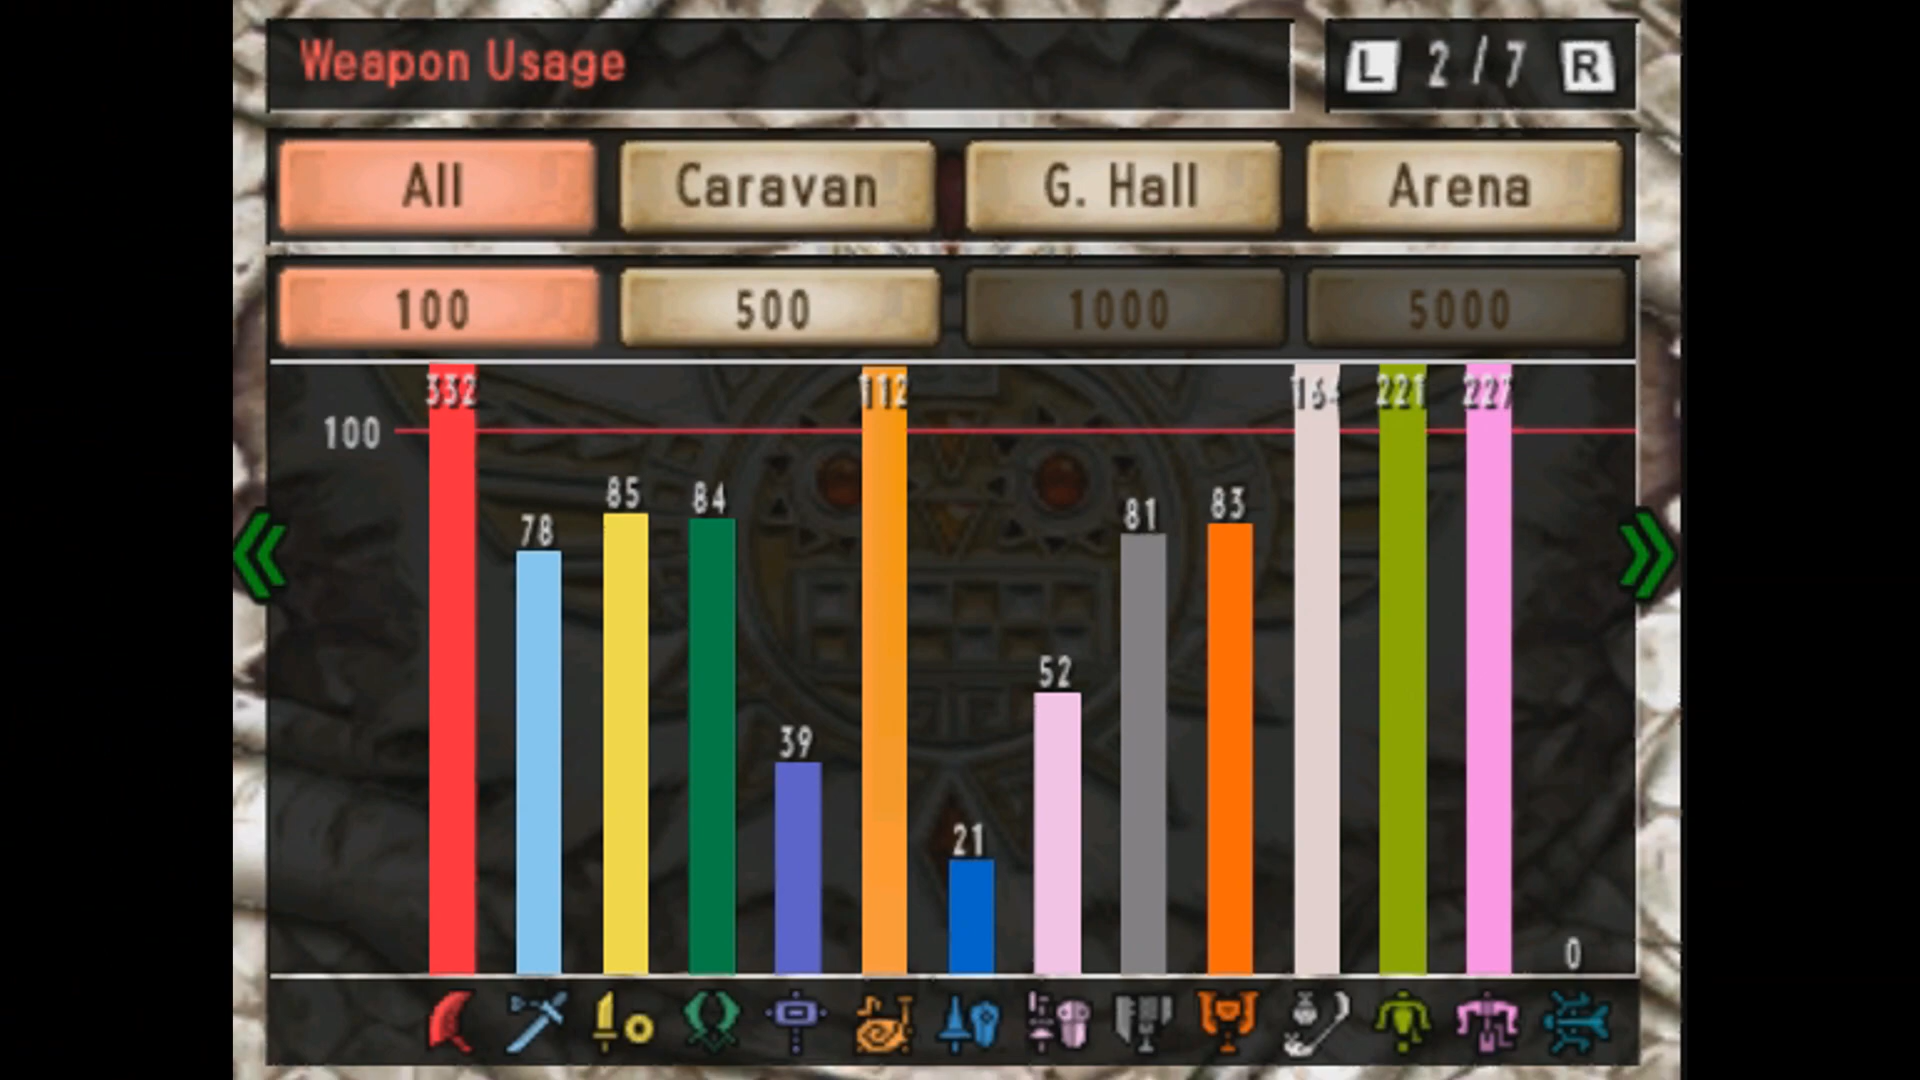 Weapon Usage
L 2 / 7 R
All Caravan G. Hall Arena
100 500 1000 5000
332 112 221 227
100
85 84
78 81 83
52
39
21
0